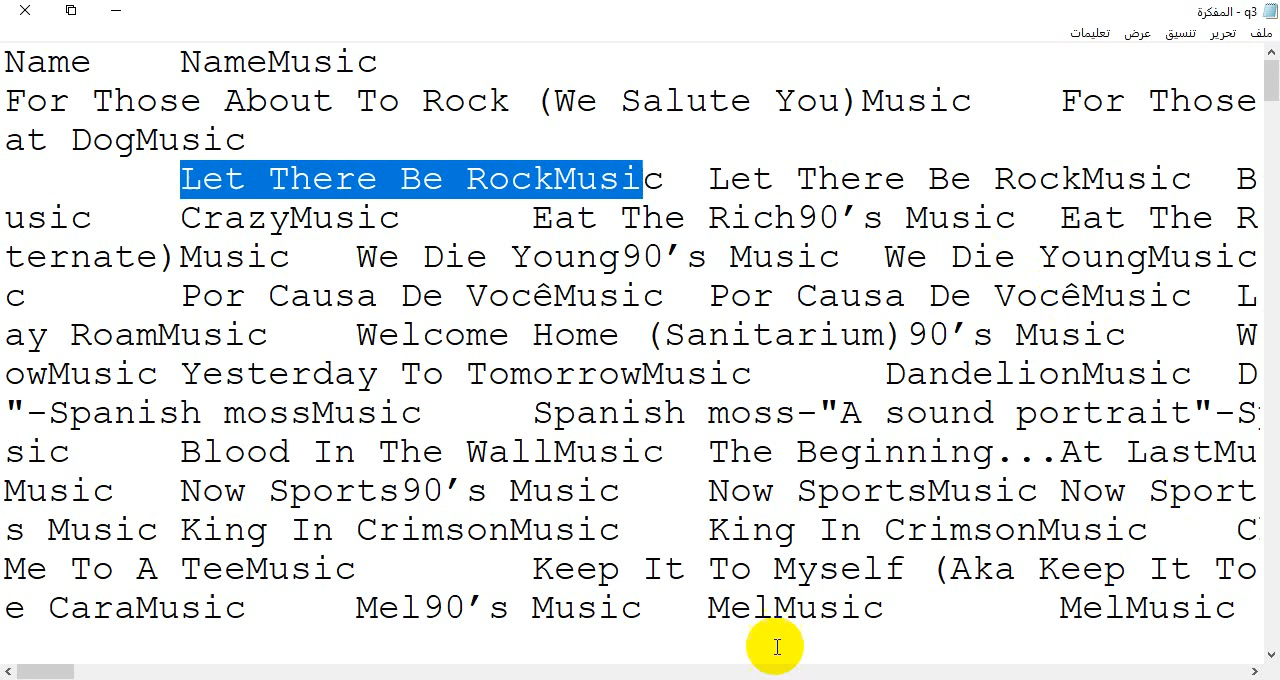 q3 - المفكرة
ملف تحرير تنسيق عرض تعليمات
Name NameMusic
For Those About To Rock (We Salute You)Music For Those
at DogMusic
Let There Be RockMusic Let There Be RockMusic B
usic CrazyMusic Eat The Rich90’s Music Eat The R
ternate)Music We Die Young90’s Music We Die YoungMusic
c Por Causa De VocêMusic Por Causa De VocêMusic L
ay RoamMusic Welcome Home (Sanitarium)90’s Music W
owMusic Yesterday To TomorrowMusic DandelionMusic D
"-Spanish mossMusic Spanish moss-"A sound portrait"-Sp
sic Blood In The WallMusic The Beginning...At LastMu
Music Now Sports90’s Music Now SportsMusic Now Sport
s Music King In CrimsonMusic King In CrimsonMusic C
Me To A TeeMusic Keep It To Myself (Aka Keep It To
e CaraMusic Mel90’s Music MelMusic MelMusic